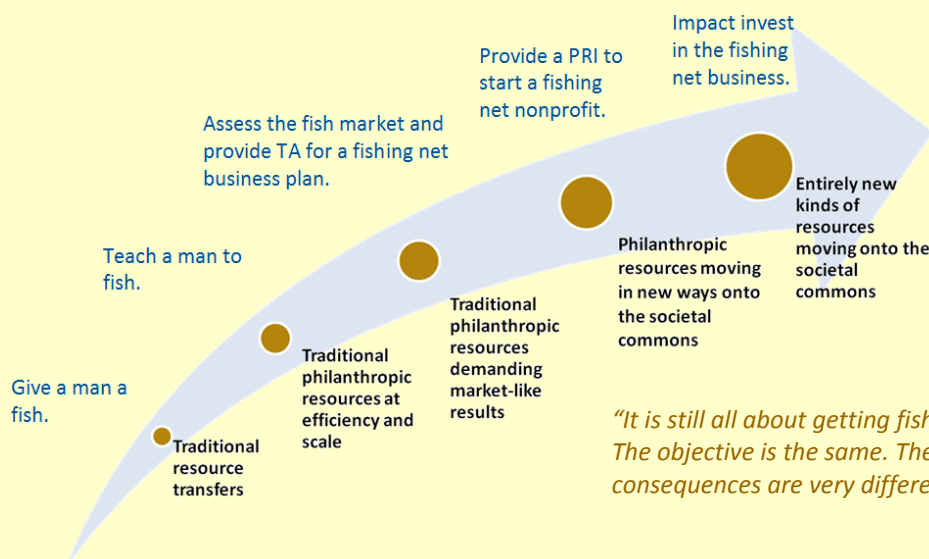 Impact invest
in the fishing
net business.
Provide a PRI to
start a fishing
net nonprofit.
Assess the fish market and
provide TA for a fishing net
business plan.
Teach a man to
fish.
Give a man a
fish.
Traditional
resource
transfers
Traditional
philanthropic
resources at
efficiency and
scale
Traditional
philanthropic
resources
demanding
market-like
results
Philanthropic
resources moving
in new ways onto
the societal
commons
Entirely new
kinds of
resources
moving onto the
societal
commons
“It is still all about getting fish
The objective is the same. The
consequences are very differe